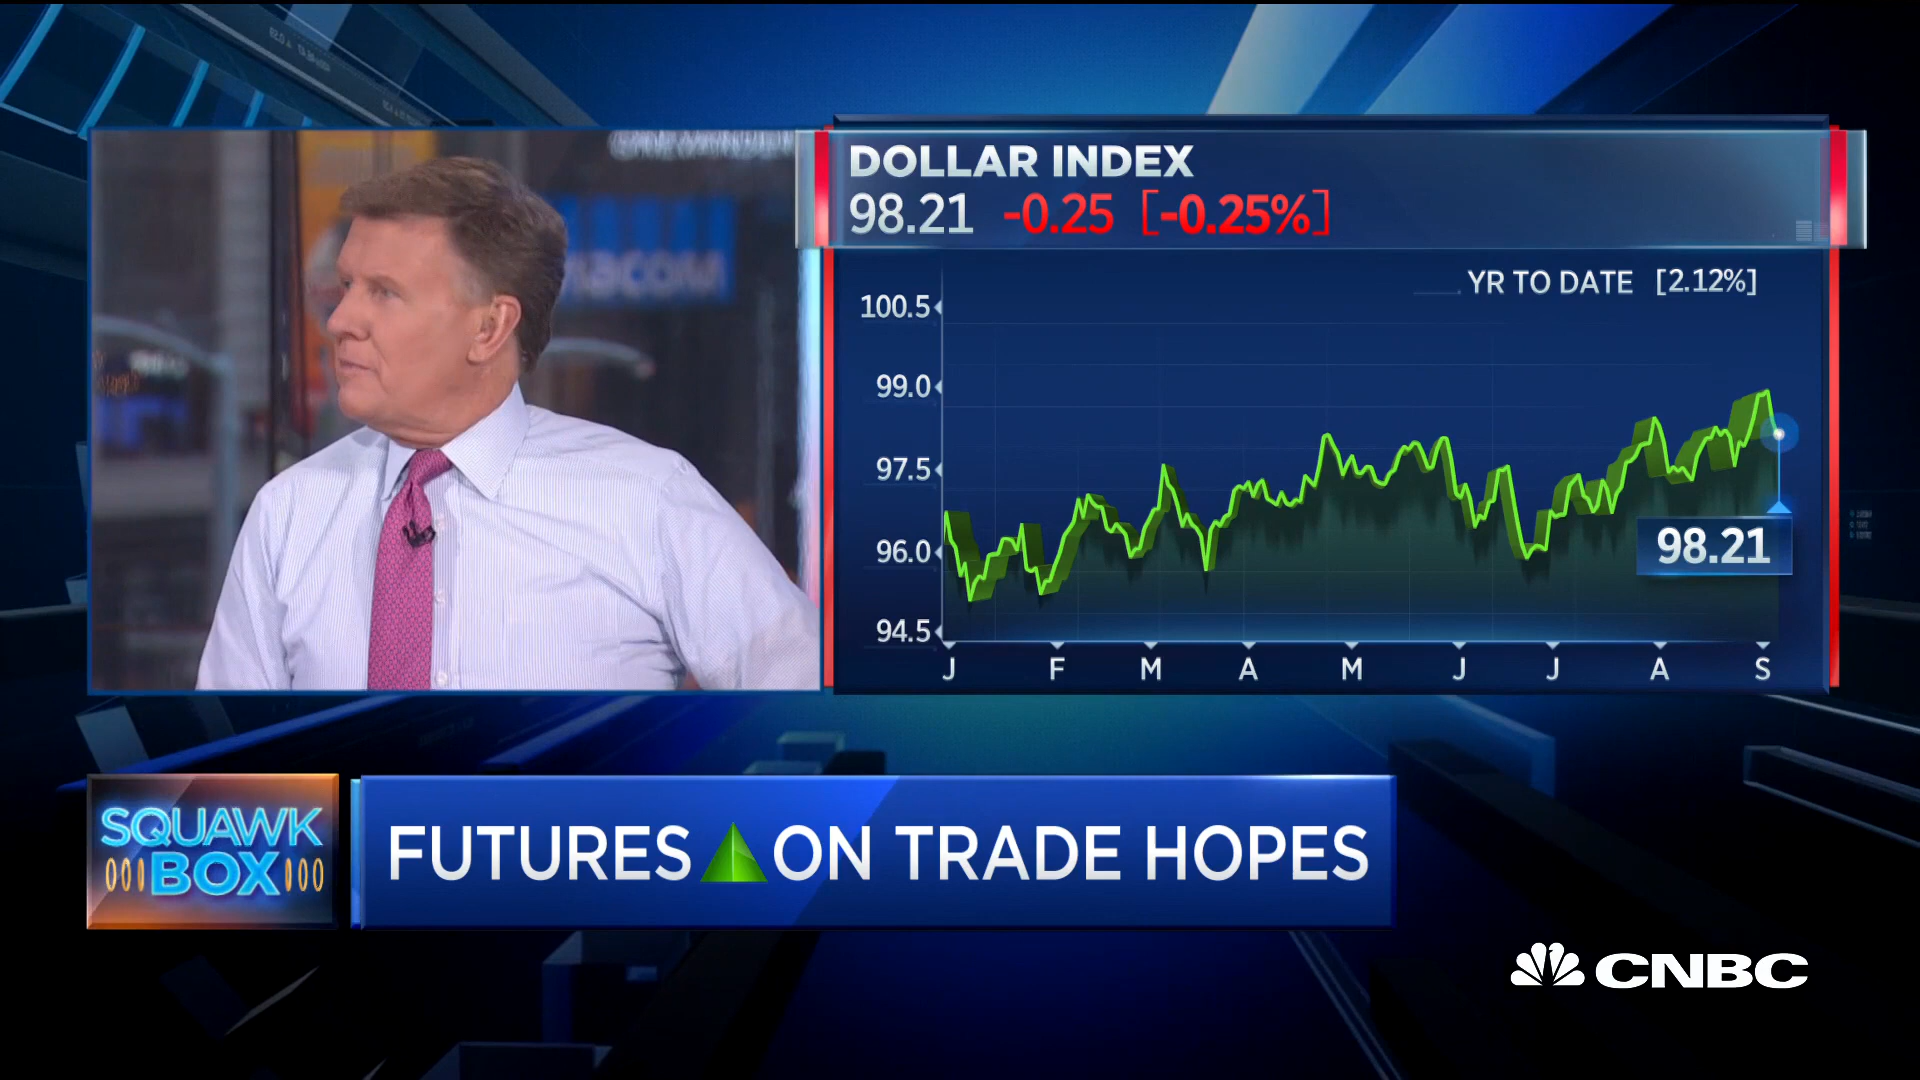 DOLLAR INDEX
98.21 -0.25 [-0.25%]
YR TO DATE [2.12%]
100.5
99.0
97.5
96.0
94.5
98.21
J F M A M J J A S
SQUAWK
BOX
FUTURES ON TRADE HOPES
CNBC